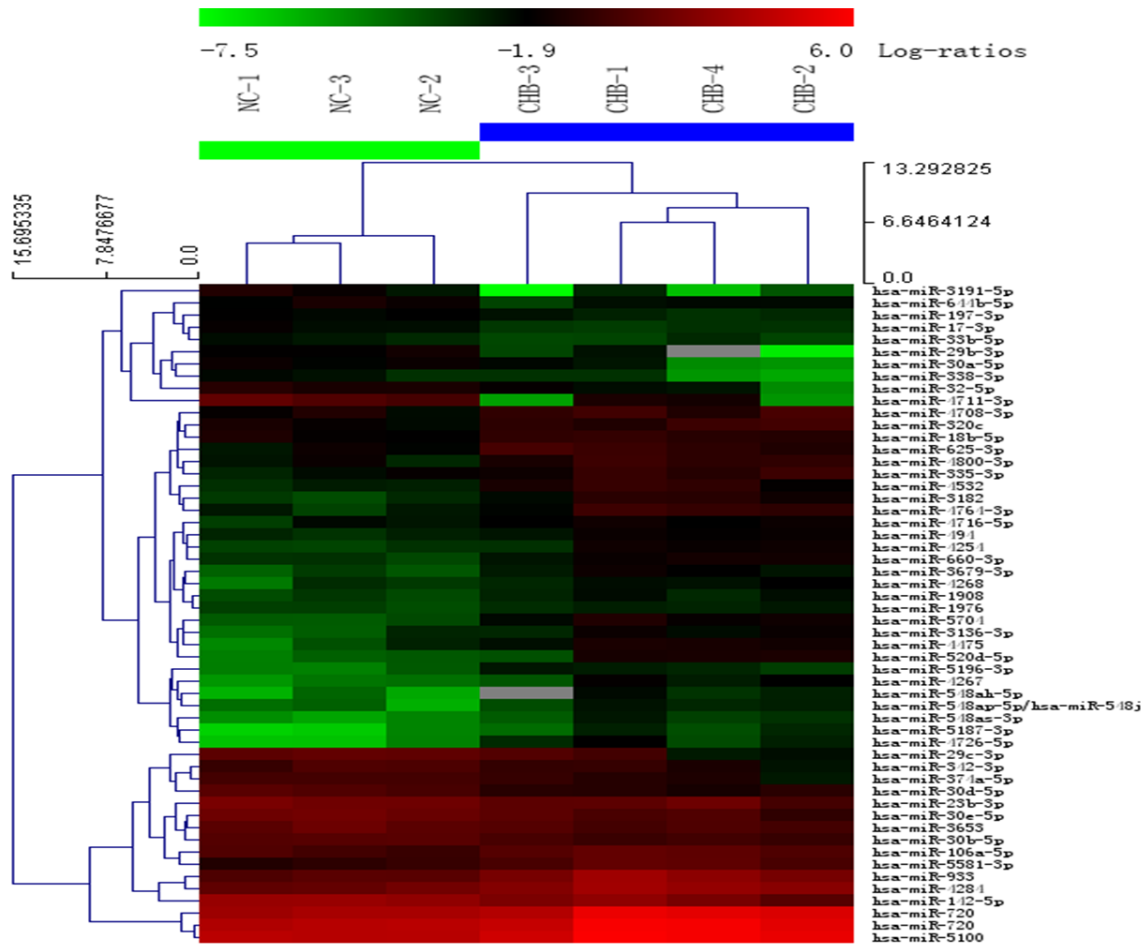 -7.5 -1.9 6.0 Log-ratios
NC-1 NC-3 NC-2 CHB-3 CHB-1 CHB-4 CHB-2
13.292825
6.6464124
0.0
15.695335 7.8476677 0.0
hsa-miR-3191-5p
hsa-miR-644b-5p
hsa-miR-197-3p
hsa-miR-17-3p
hsa-miR-33b-5p
hsa-miR-29b-3p
hsa-miR-30a-5p
hsa-miR-338-3p
hsa-miR-32-5p
hsa-miR-4711-3p
hsa-miR-4708-3p
hsa-miR-320c
hsa-miR-18b-5p
hsa-miR-625-3p
hsa-miR-4800-3p
hsa-miR-335-3p
hsa-miR-4532
hsa-miR-3182
hsa-miR-4764-3p
hsa-miR-4716-5p
hsa-miR-494
hsa-miR-4254
hsa-miR-660-3p
hsa-miR-3679-3p
hsa-miR-4268
hsa-miR-1908
hsa-miR-1976
hsa-miR-5704
hsa-miR-3136-3p
hsa-miR-4475
hsa-miR-520d-5p
hsa-miR-5196-3p
hsa-miR-4267
hsa-miR-548ah-5p
hsa-miR-548ap-5p/hsa-miR-548j
hsa-miR-548as-3p
hsa-miR-5187-3p
hsa-miR-4726-5p
hsa-miR-29c-3p
hsa-miR-342-3p
hsa-miR-374a-5p
hsa-miR-30d-5p
hsa-miR-23b-3p
hsa-miR-30e-5p
hsa-miR-3653
hsa-miR-30b-5p
hsa-miR-106a-5p
hsa-miR-5581-3p
hsa-miR-933
hsa-miR-4284
hsa-miR-142-5p
hsa-miR-720
hsa-miR-720
hsa-miR-5100